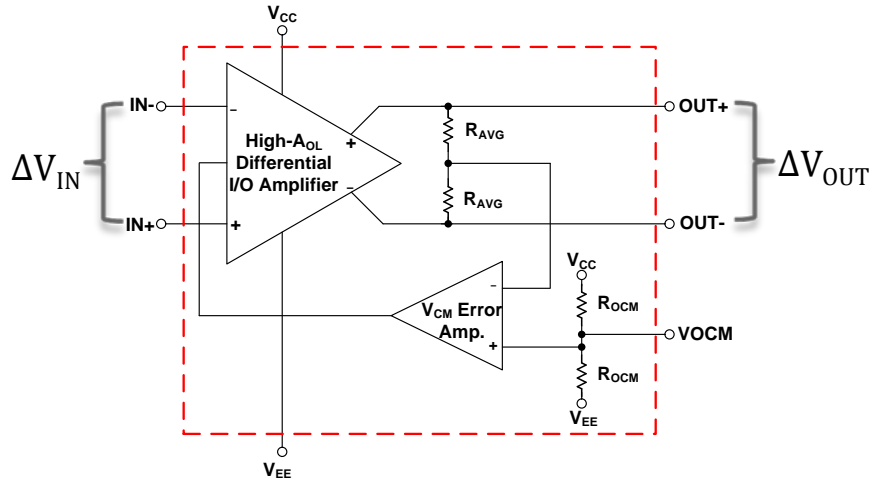 VCC
IN-
OUT+
High-AOL
Differential
I/O Amplifier
-
+
+
-
RAVG
RAVG
ΔVIN
ΔVOUT
IN+
OUT-
VCC
ROCM
VCM Error
Amp.
-
+
VOCM
ROCM
VEE
VEE